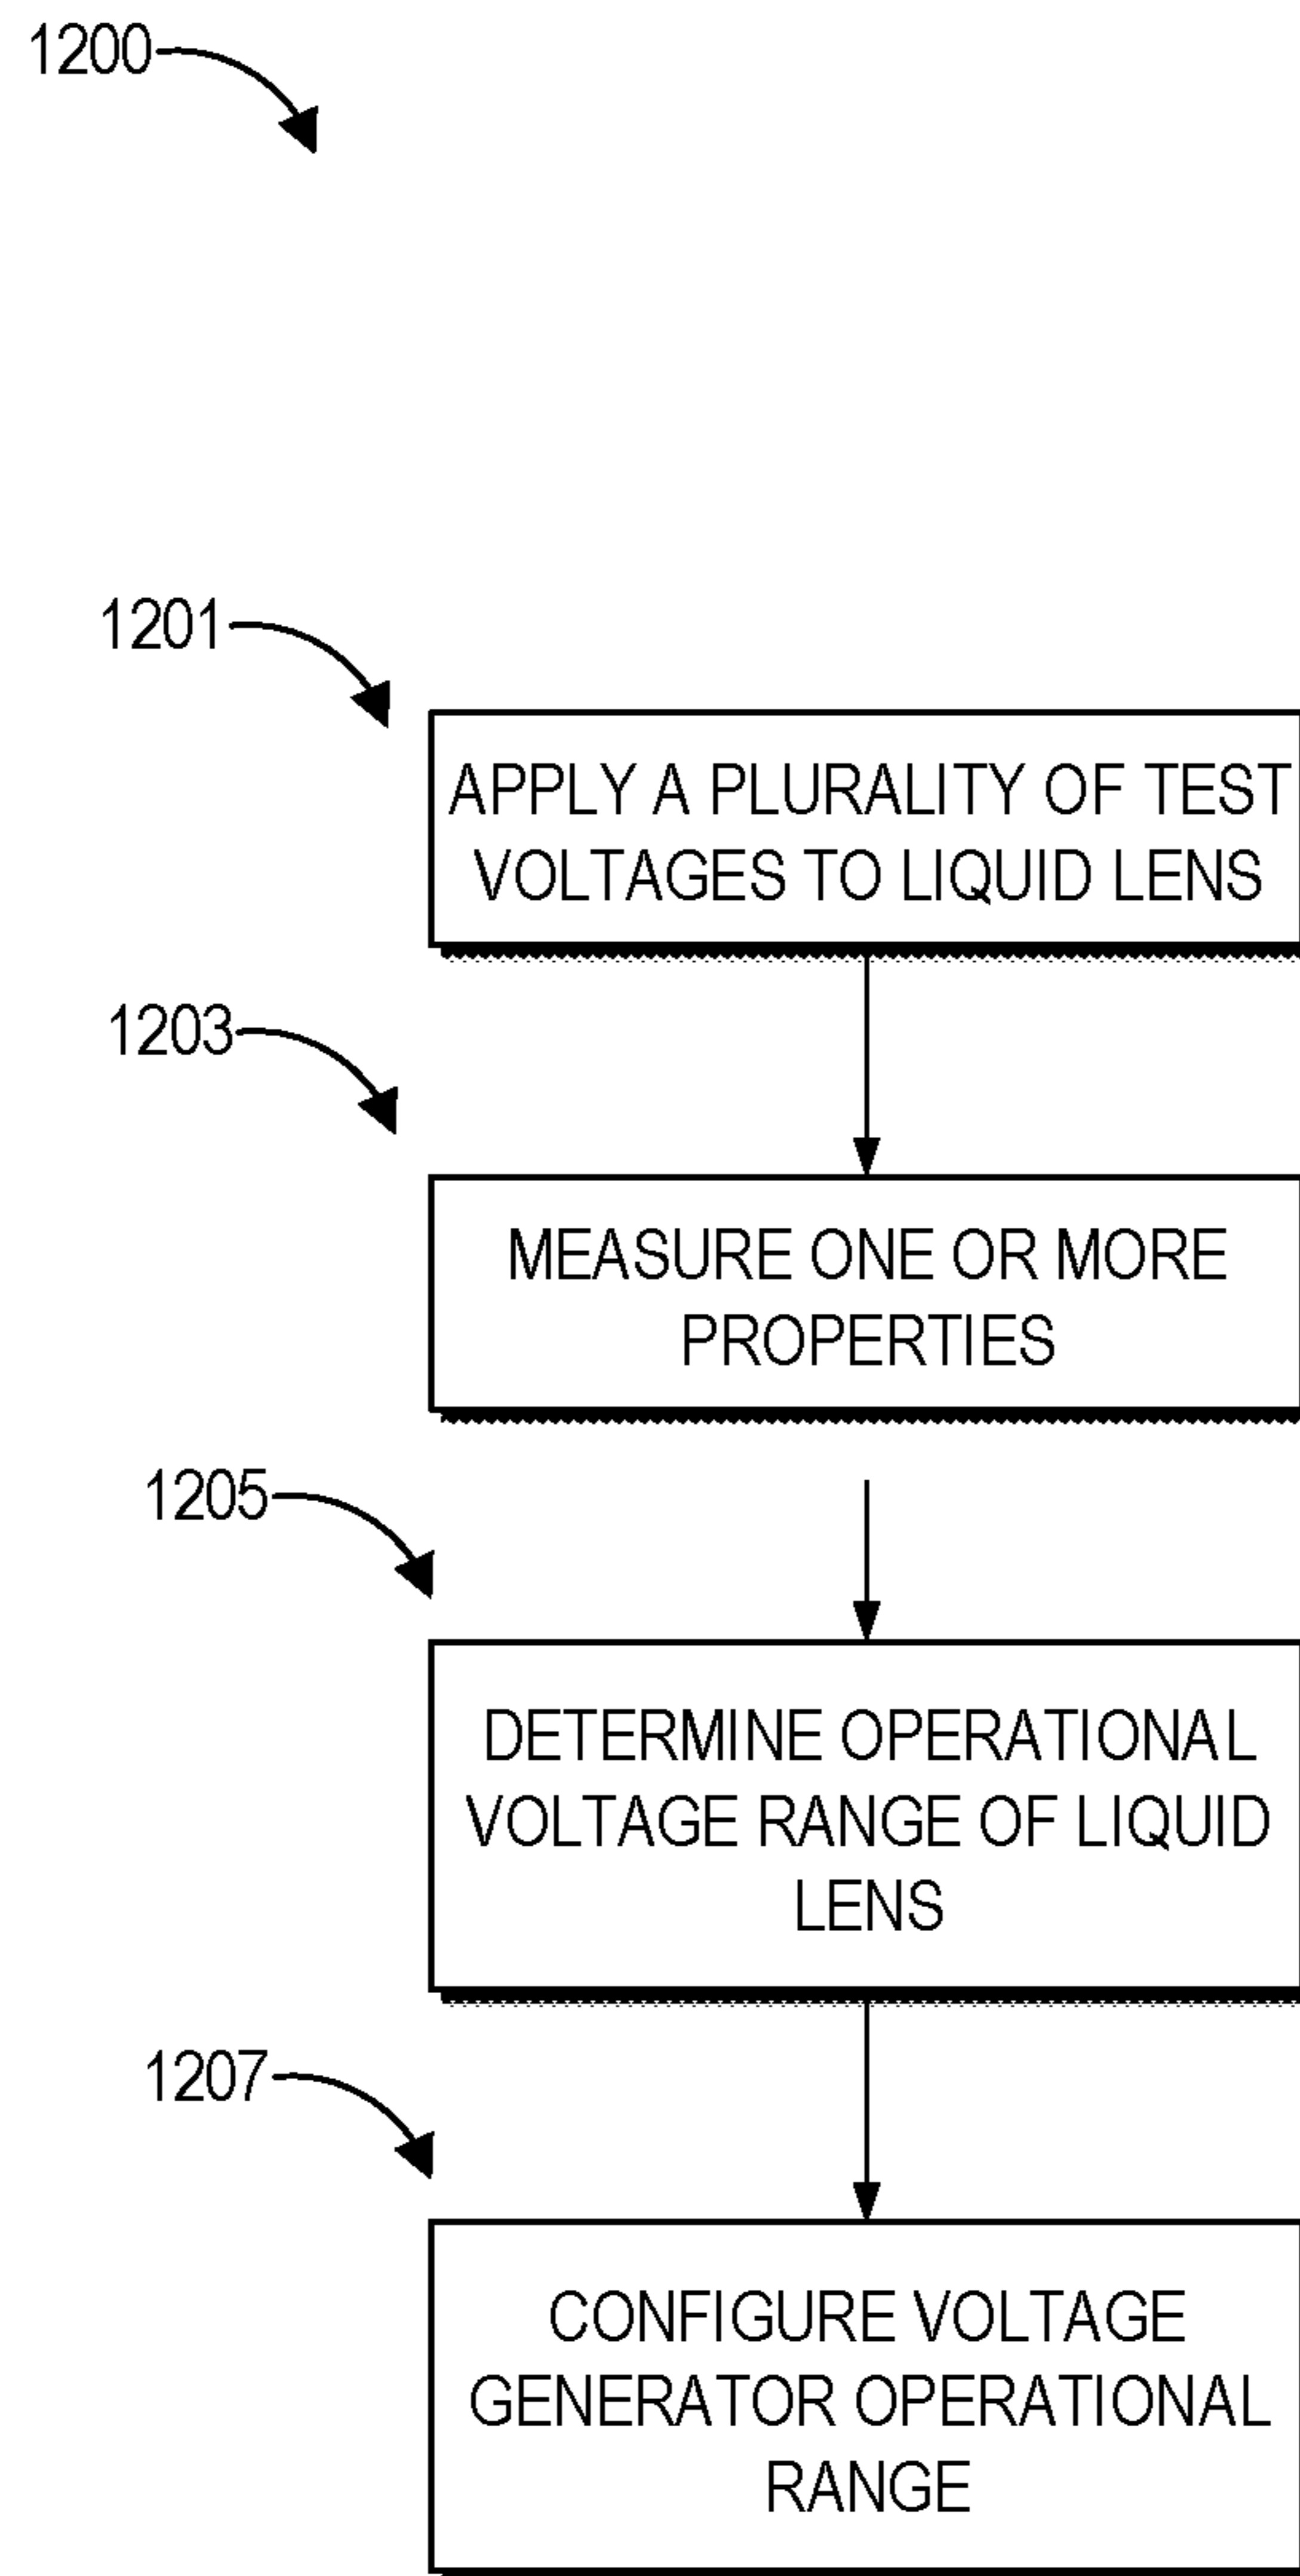 1200
1201
APPLY A PLURALITY OF TEST
VOLTAGES TO LIQUID LENS
1203
MEASURE ONE OR MORE
PROPERTIES
1205
DETERMINE OPERATIONAL
VOLTAGE RANGE OF LIQUID
LENS
1207
CONFIGURE VOLTAGE
GENERATOR OPERATIONAL
RANGE